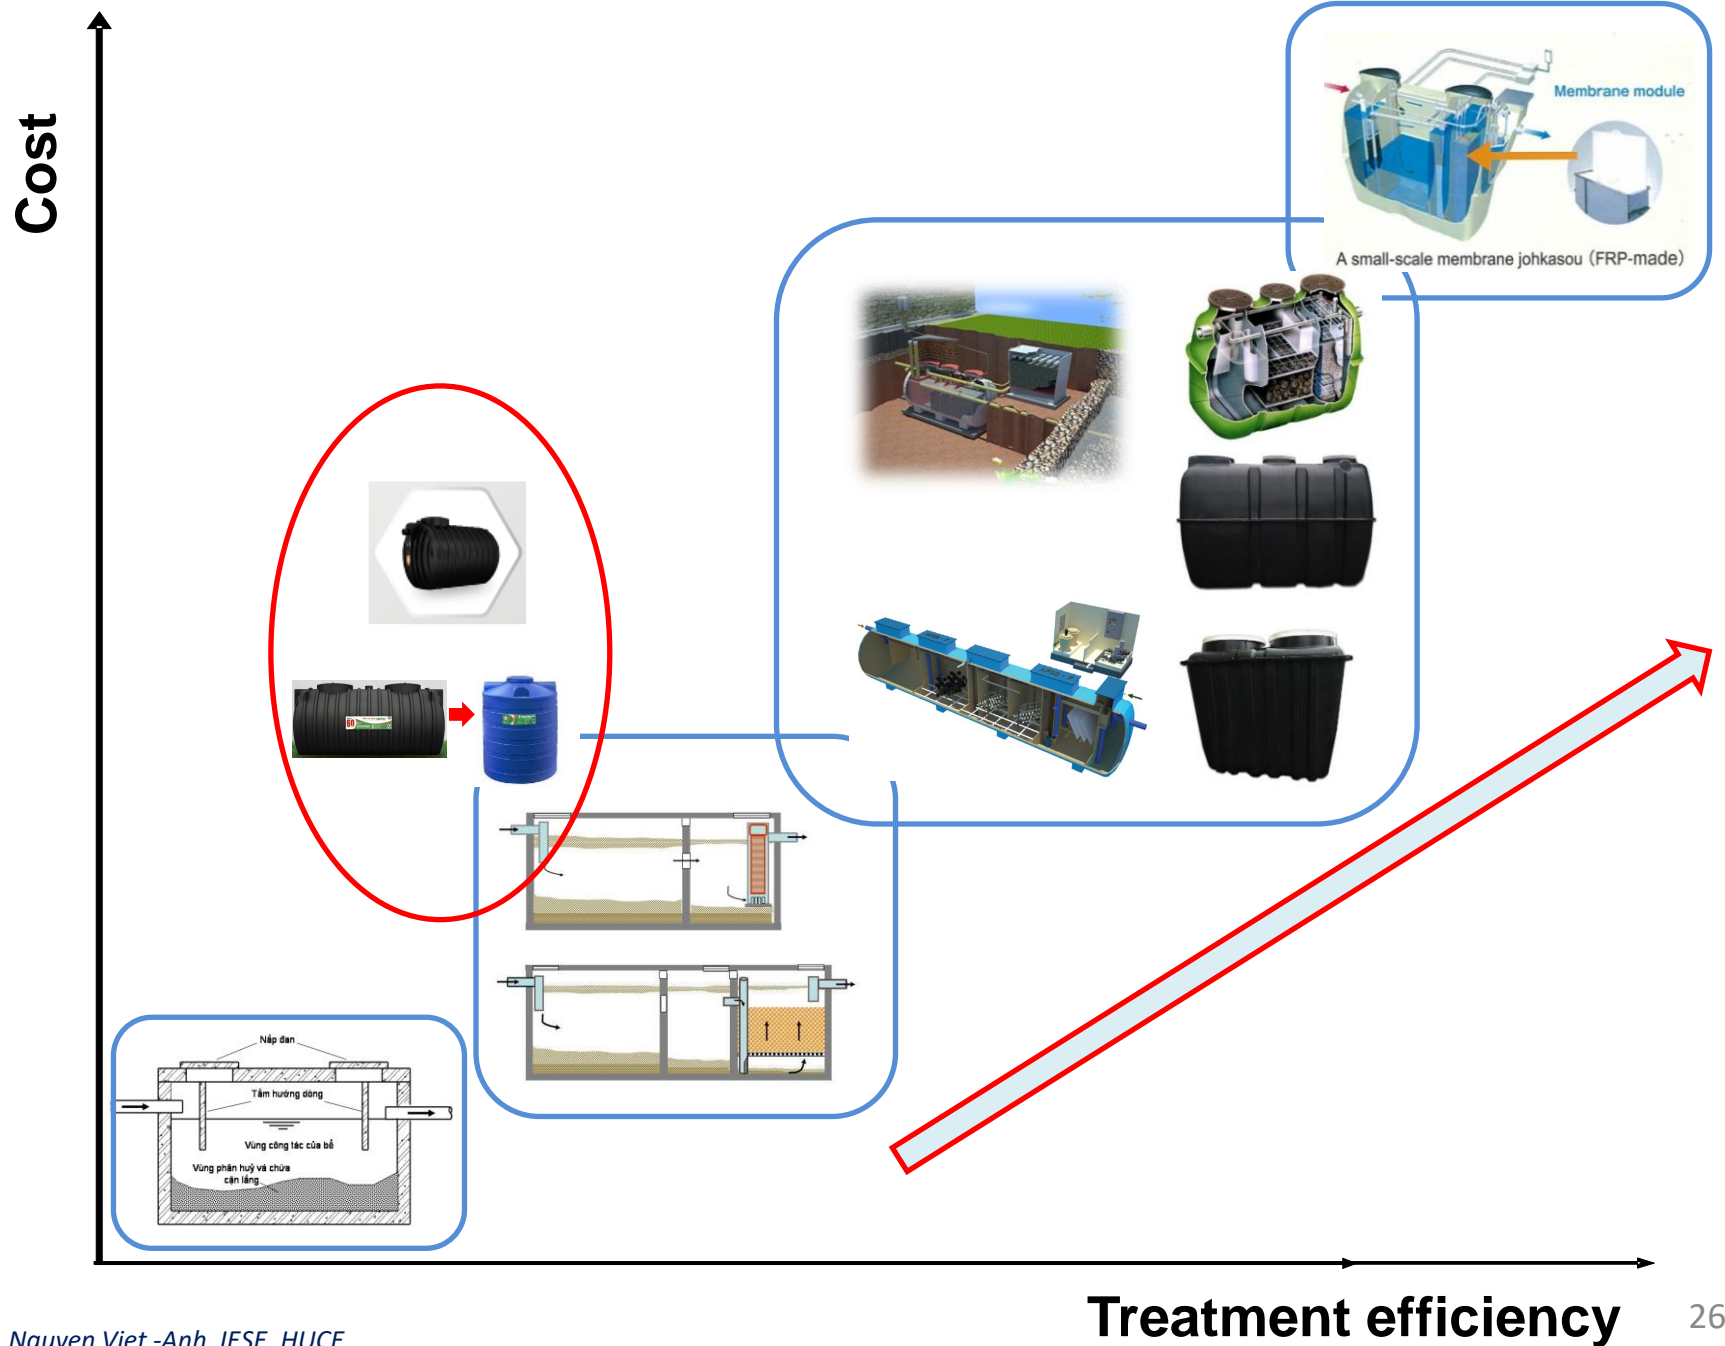 Cost
Membrane module
A small-scale membrane johkasou (FRP-made)
60
Nắp đan
Tấm hướng dòng
Vùng công tác của bể
Vùng phân huỷ và chứa
cặn lắng
Treatment efficiency
26
Nguyen Viet -Anh, IESE, HUCE